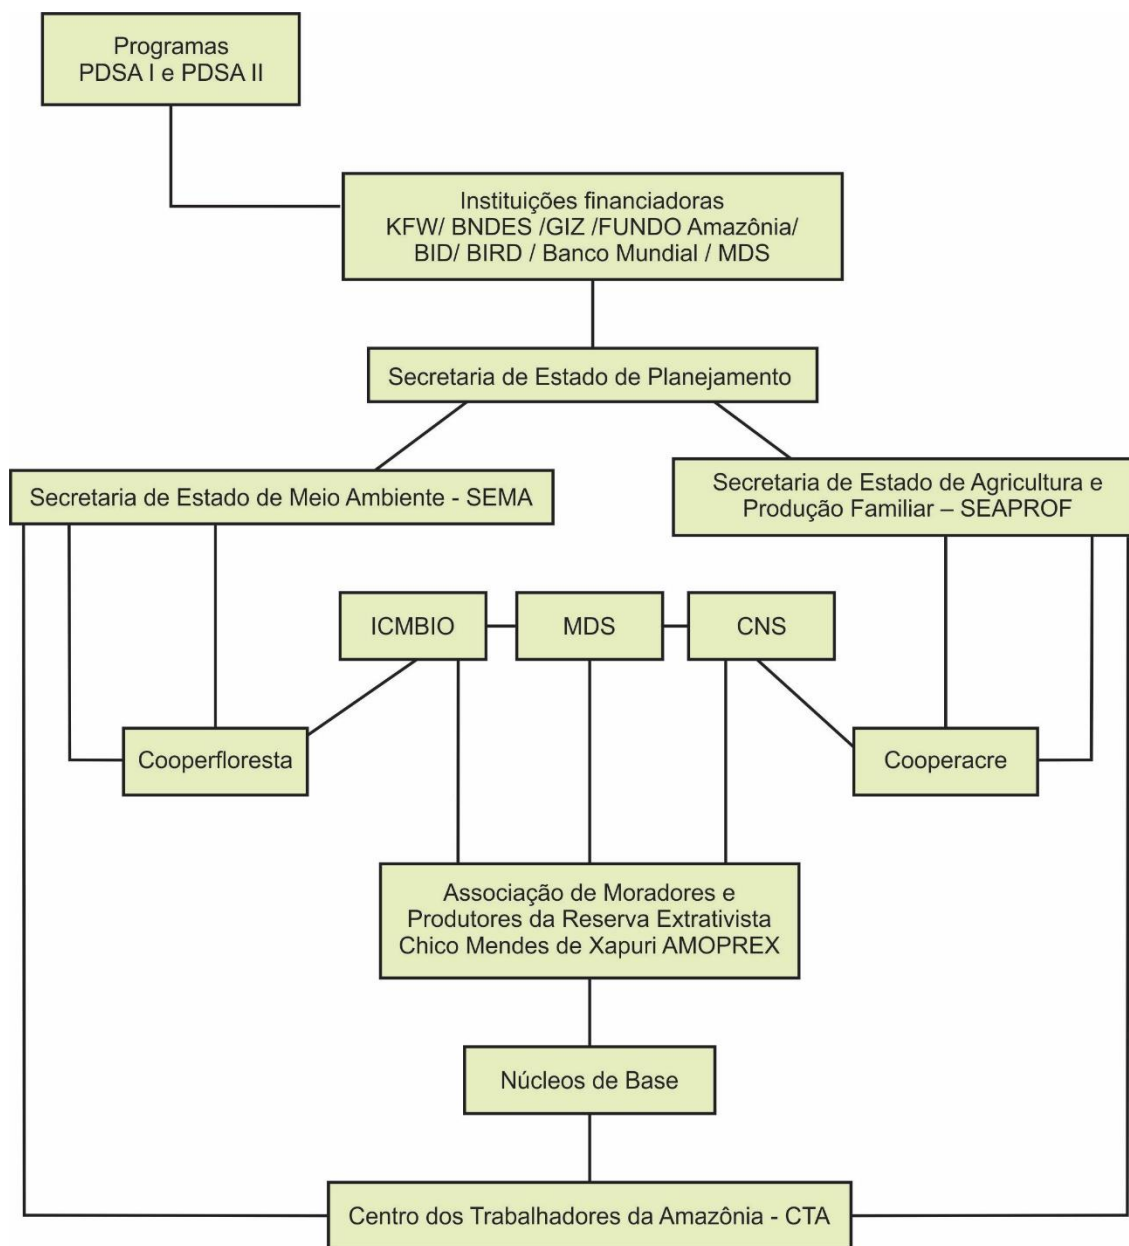 Programas
PDSA I e PDSA II
Instituições financiadoras
KFW/ BNDES /GIZ /FUNDO Amazônia/
BID/ BIRD / Banco Mundial / MDS
Secretaria de Estado de Planejamento
Secretaria de Estado de Meio Ambiente - SEMA
Secretaria de Estado de Agricultura e
Produção Familiar – SEAPROF
ICMBIO
MDS
CNS
Cooperfloresta
Cooperacre
Associação de Moradores e
Produtores da Reserva Extrativista
Chico Mendes de Xapuri AMOPREX
Núcleos de Base
Centro dos Trabalhadores da Amazônia - CTA